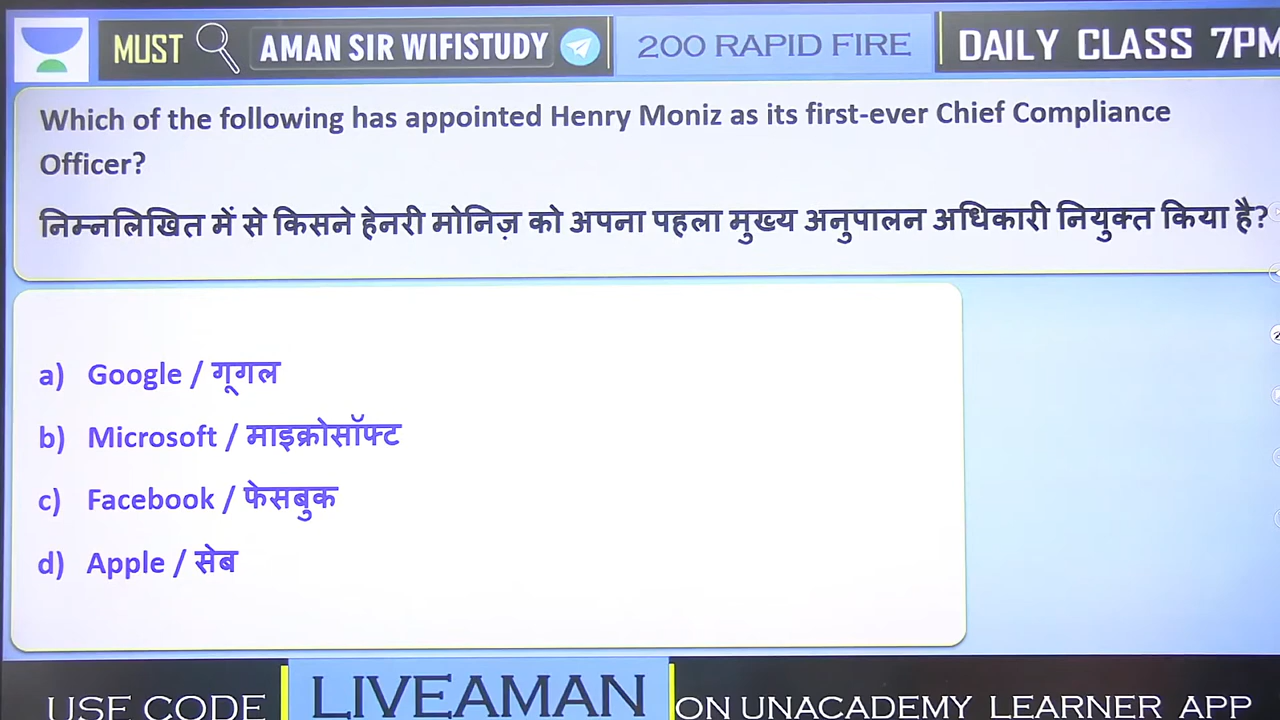 MUST AMAN SIR WIFISTUDY 200 RAPID FIRE DAILY CLASS 7PM
Which of the following has appointed Henry Moniz as its first-ever Chief Compliance
Officer?
निम्नलिखित में से किसने हेनरी मोनिज़ को अपना पहला मुख्य अनुपालन अधिकारी नियुक्त किया है?
a) Google / गूगल
b) Microsoft / माइक्रोसॉफ्ट
c) Facebook / फेसबुक
d) Apple / सेब
USE CODE LIVEAMAN ON UNACADEMY LEARNER APP